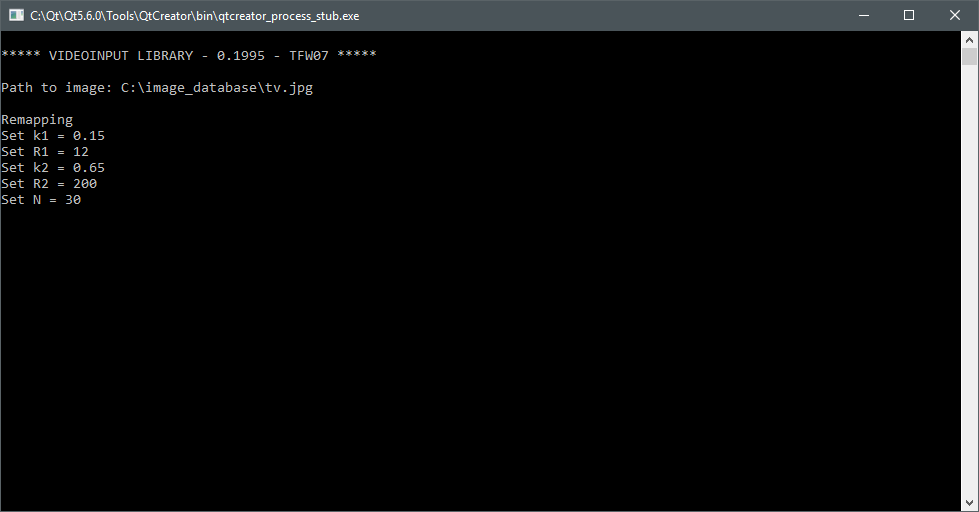 C:\Qt\Qt5.6.0\Tools\QtCreator\bin\qtcreator_process_stub.exe
***** VIDEOINPUT LIBRARY - 0.1995 - TFW07 *****
Path to image: C:\image_database\tv.jpg
Remapping
Set k1 = 0.15
Set R1 = 12
Set k2 = 0.65
Set R2 = 200
Set N = 30